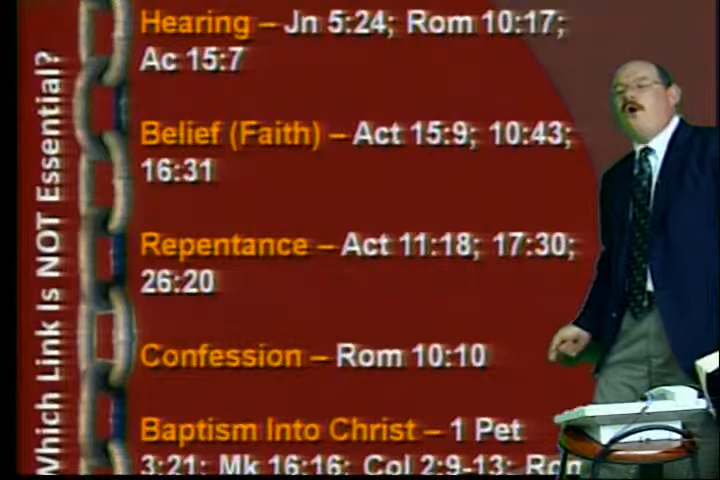 Which Link Is NOT Essential?
Hearing – Jn 5:24; Rom 10:17;
Ac 15:7
Belief (Faith) – Act 15:9; 10:43;
16:31
Repentance – Act 11:18; 17:30;
26:20
Confession – Rom 10:10
Baptism Into Christ – 1 Pet
3:21; Mk 16:16; Col 2:9-13; Rom